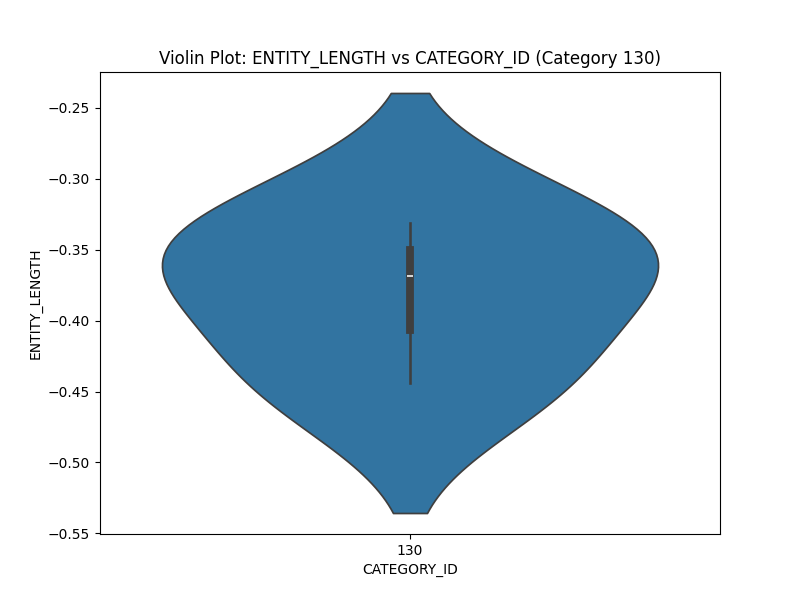 Violin Plot: ENTITY_LENGTH vs CATEGORY_ID (Category 130)
−0.25
−0.30
−0.35
−0.40
−0.45
−0.50
−0.55
ENTITY_LENGTH
130
CATEGORY_ID